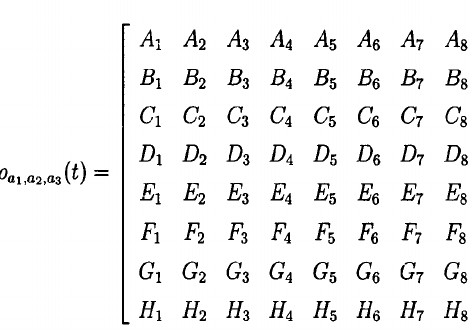 A₁ A₂ A₃ A₄ A₅ A₆ A₇ A₈
B₁ B₂ B₃ B₄ B₅ B₆ B₇ B₈
C₁ C₂ C₃ C₄ C₅ C₆ C₇ C₈
oₐ₁,ₐ₂,ₐ₃(t) = D₁ D₂ D₃ D₄ D₅ D₆ D₇ D₈
E₁ E₂ E₃ E₄ E₅ E₆ E₇ E₈
F₁ F₂ F₃ F₄ F₅ F₆ F₇ F₈
G₁ G₂ G₃ G₄ G₅ G₆ G₇ G₈
H₁ H₂ H₃ H₄ H₅ H₆ H₇ H₈